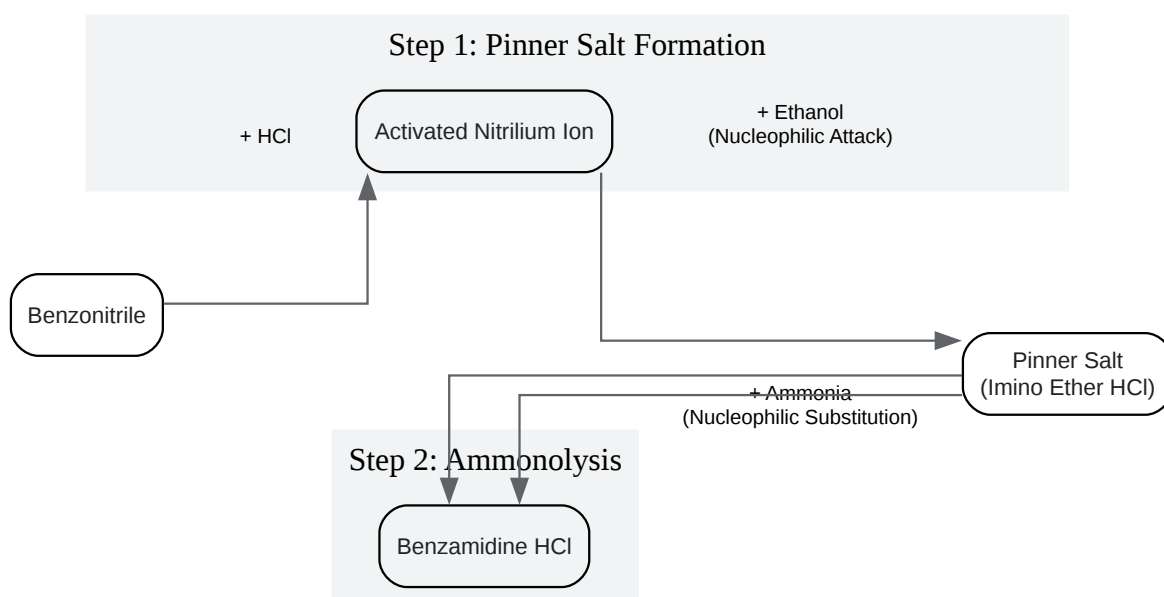 Step 1: Pinner Salt Formation
+ HCl
Activated Nitrilium Ion
+ Ethanol
(Nucleophilic Attack)
Benzonitrile
Pinner Salt
(Imino Ether HCl)
+ Ammonia
(Nucleophilic Substitution)
Step 2: Ammonolysis
Benzamidine HCl